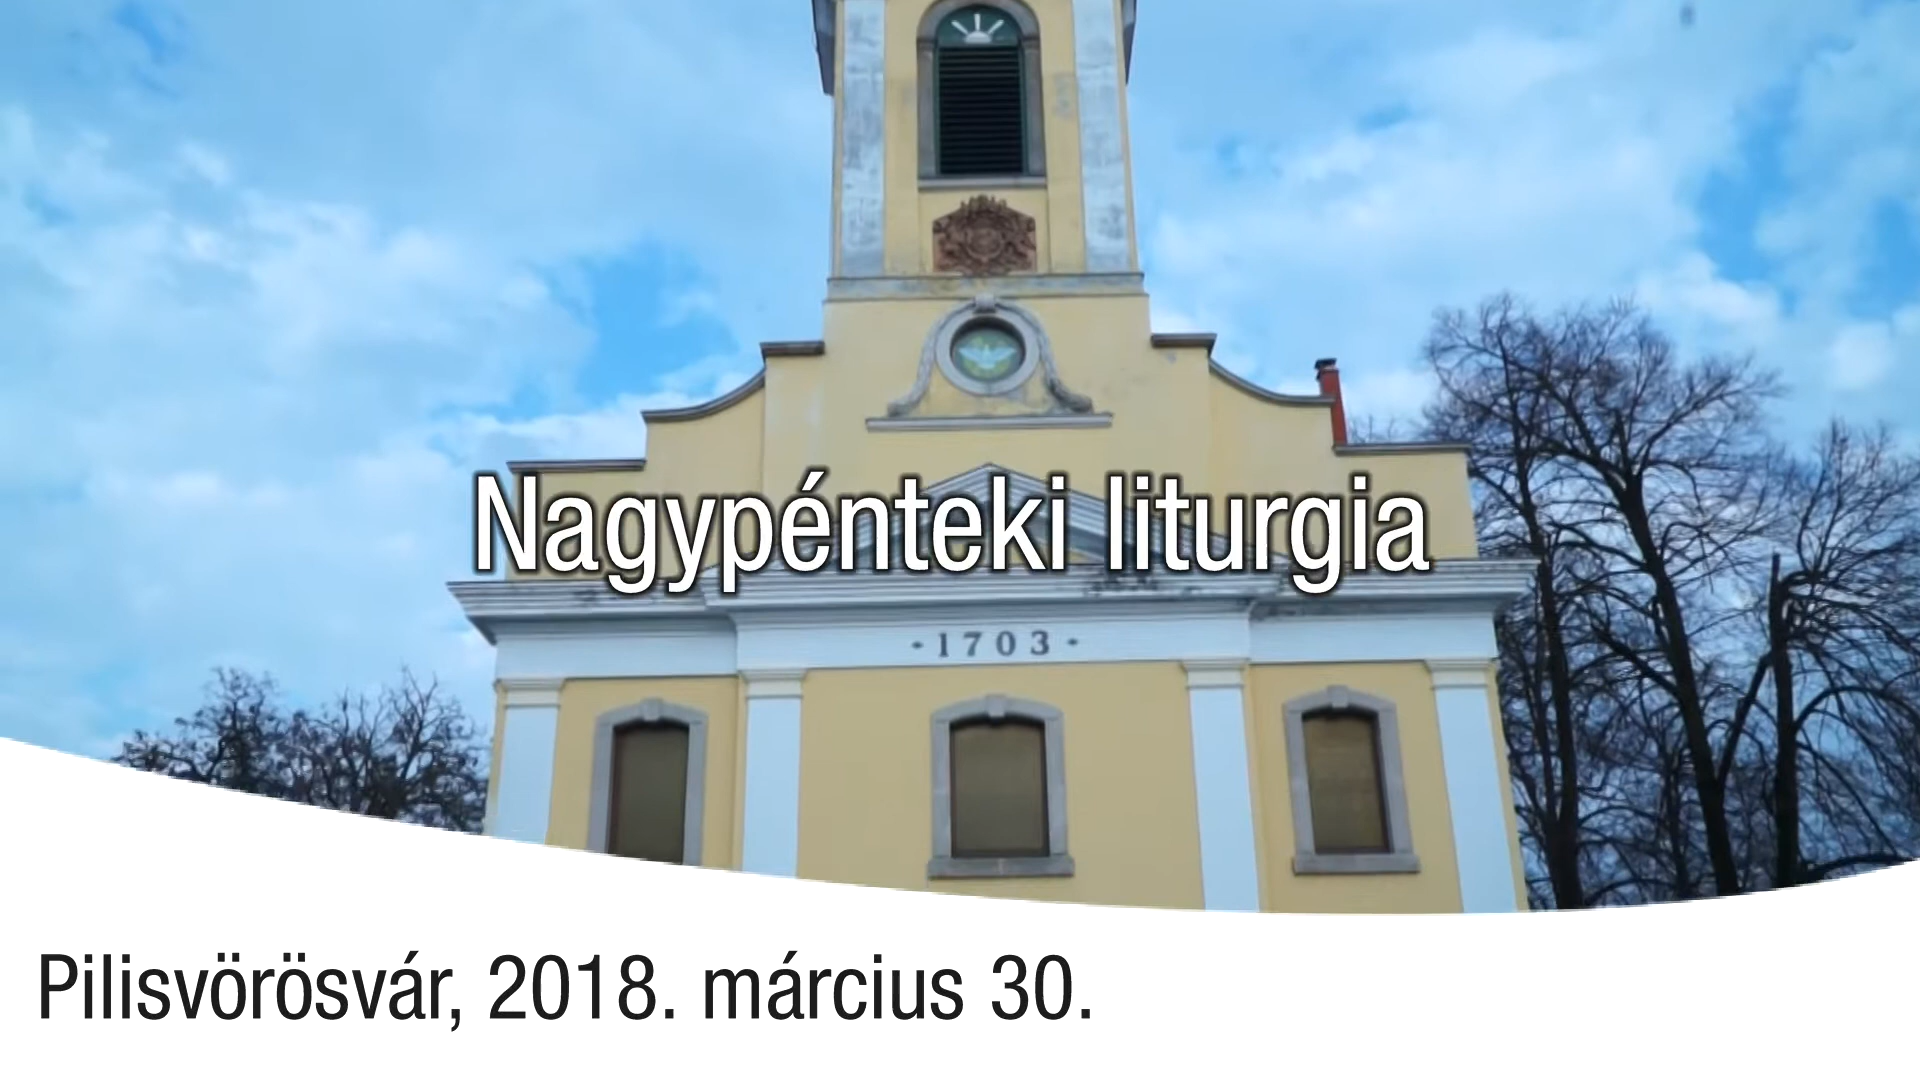 Nagypénteki liturgia
· 1703 ·
Pilisvörösvár, 2018. március 30.